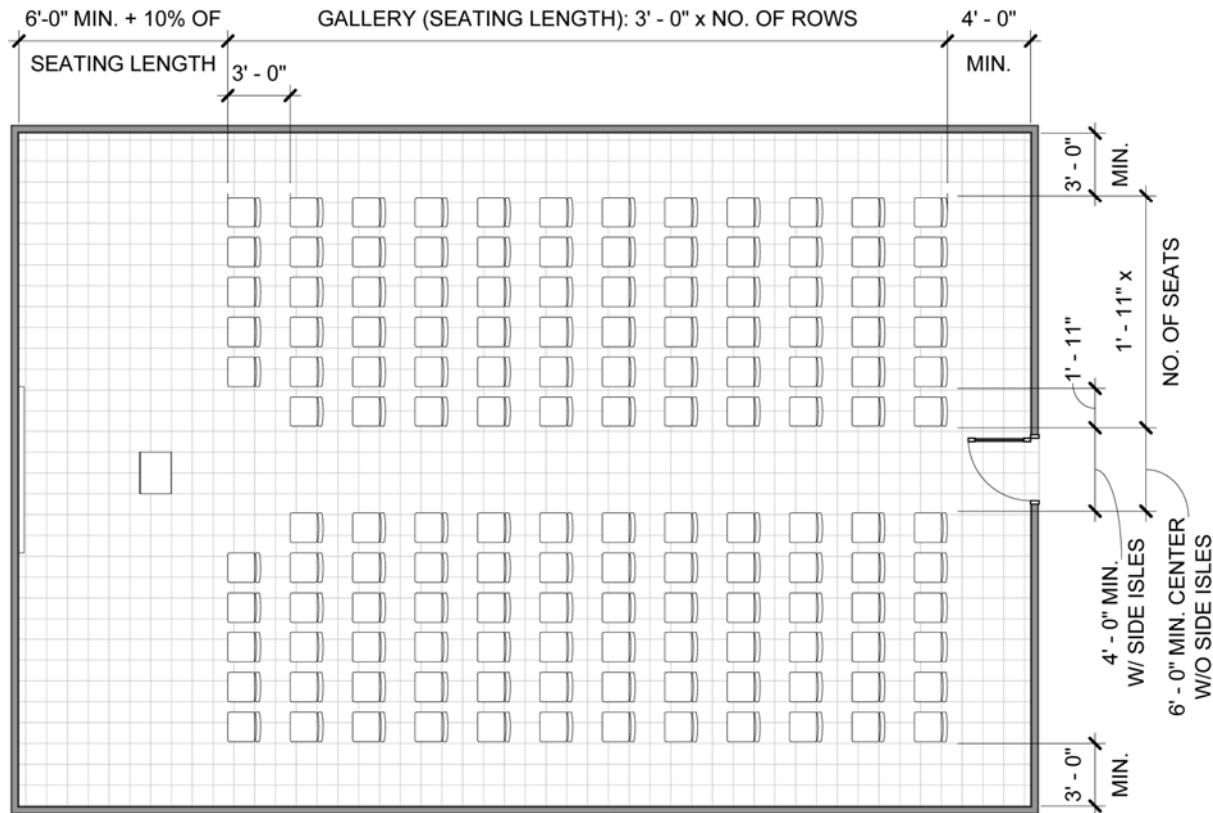 6'-0" MIN. + 10% OF
SEATING LENGTH
GALLERY (SEATING LENGTH): 3' - 0" x NO. OF ROWS
4' - 0"
MIN.
3' - 0"
3' - 0"
MIN.
1' - 11"
1' - 11" x
NO. OF SEATS
4' - 0" MIN.
W/ SIDE ISLES
6' - 0" MIN. CENTER
W/O SIDE ISLES
3' - 0"
MIN.